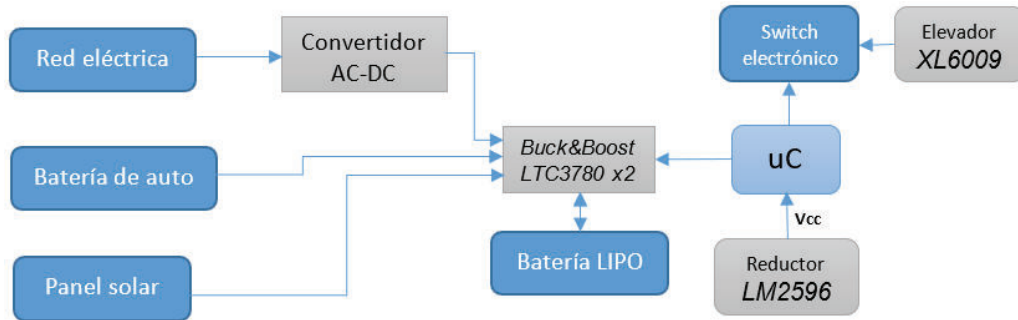 Red eléctrica
Convertidor
AC-DC
Switch
electrónico
Elevador
XL6009
Batería de auto
Buck&Boost
LTC3780 x2
uC
Vcc
Panel solar
Batería LIPO
Reductor
LM2596